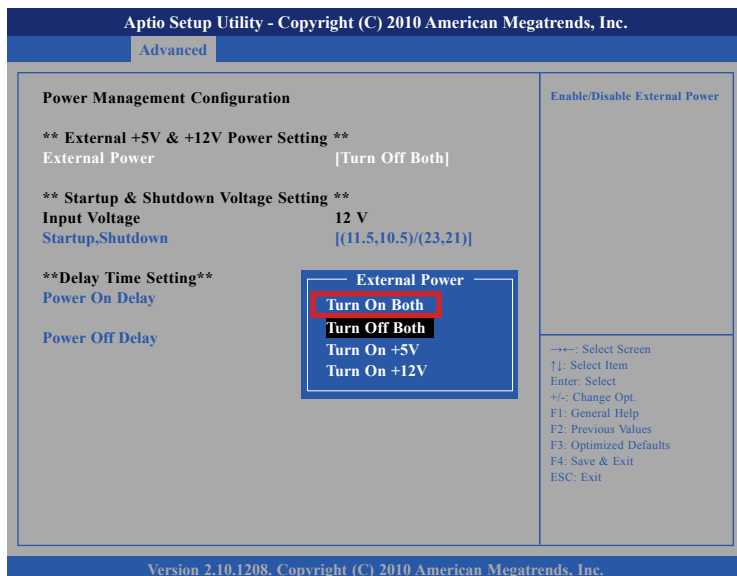 Aptio Setup Utility - Copyright (C) 2010 American Megatrends, Inc.
Advanced
Power Management Configuration
** External +5V & +12V Power Setting **
External Power [Turn Off Both]
** Startup & Shutdown Voltage Setting **
Input Voltage 12 V
Startup,Shutdown [(11.5,10.5)/(23,21)]
**Delay Time Setting**
Power On Delay
Power Off Delay
External Power
Turn On Both
Turn Off Both
Turn On +5V
Turn On +12V
Enable/Disable External Power
→←: Select Screen
↑↓: Select Item
Enter: Select
+/-: Change Opt.
F1: General Help
F2: Previous Values
F3: Optimized Defaults
F4: Save & Exit
ESC: Exit
Version 2.10.1208. Copyright (C) 2010 American Megatrends, Inc.